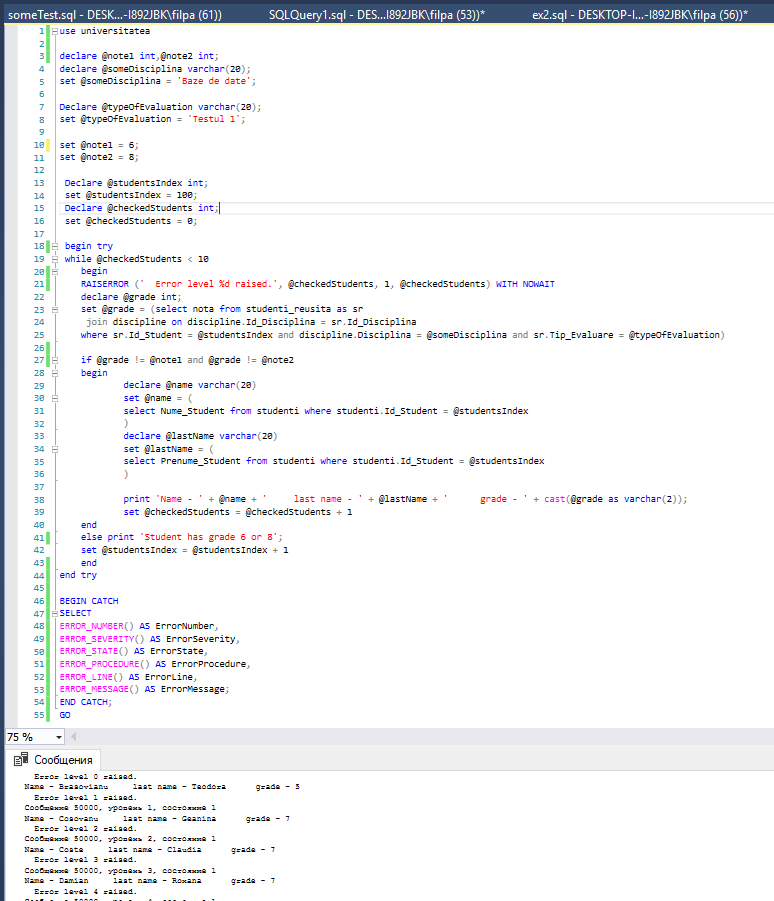 someTest.sql - DESK...-I892JBK\filpa (61)) SQLQuery1.sql - DES...I892JBK\filpa (53))* ex2.sql - DESKTOP-I...-I892JBK\filpa (56))*
1 use universitatea
2
3 declare @note1 int,@note2 int;
4 declare @someDisciplina varchar(20);
5 set @someDisciplina = 'Baze de date';
6
7 Declare @typeOfEvaluation varchar(20);
8 set @typeOfEvaluation = 'Testul 1';
9
10 set @note1 = 6;
11 set @note2 = 8;
12
13 Declare @studentsIndex int;
14 set @studentsIndex = 100;
15 Declare @checkedStudents int;
16 set @checkedStudents = 0;
17
18 begin try
19 while @checkedStudents < 10
20 begin
21 RAISERROR ('  Error level %d raised.', @checkedStudents, 1, @checkedStudents) WITH NOWAIT
22 declare @grade int;
23 set @grade = (select nota from studenti_reusita as sr
24 join discipline on discipline.Id_Disciplina = sr.Id_Disciplina
25 where sr.Id_Student = @studentsIndex and discipline.Disciplina = @someDisciplina and sr.Tip_Evaluare = @typeOfEvaluation)
26
27 if @grade != @note1 and @grade != @note2
28 begin
29 declare @name varchar(20)
30 set @name = (
31 select Nume_Student from studenti where studenti.Id_Student = @studentsIndex
32 )
33 declare @lastName varchar(20)
34 set @lastName = (
35 select Prenume_Student from studenti where studenti.Id_Student = @studentsIndex
36 )
37
38 print 'Name - ' + @name + '     last name - ' + @lastName + '      grade - ' + cast(@grade as varchar(2));
39 set @checkedStudents = @checkedStudents + 1
40 end
41 else print 'Student has grade 6 or 8';
42 set @studentsIndex = @studentsIndex + 1
43 end
44 end try
45
46 BEGIN CATCH
47 SELECT
48 ERROR_NUMBER() AS ErrorNumber,
49 ERROR_SEVERITY() AS ErrorSeverity,
50 ERROR_STATE() AS ErrorState,
51 ERROR_PROCEDURE() AS ErrorProcedure,
52 ERROR_LINE() AS ErrorLine,
53 ERROR_MESSAGE() AS ErrorMessage;
54 END CATCH;
55 GO
75 %
Сообщения
Error level 0 raised.
Name - Brasovianu last name - Teodora grade - 5
Error level 1 raised.
Сообщение 50000, уровень 1, состояние 1
Name - Cosovanu last name - Geanina grade - 7
Error level 2 raised.
Сообщение 50000, уровень 2, состояние 1
Name - Coste last name - Claudia grade - 7
Error level 3 raised.
Сообщение 50000, уровень 3, состояние 1
Name - Damian last name - Roxana grade - 7
Error level 4 raised.